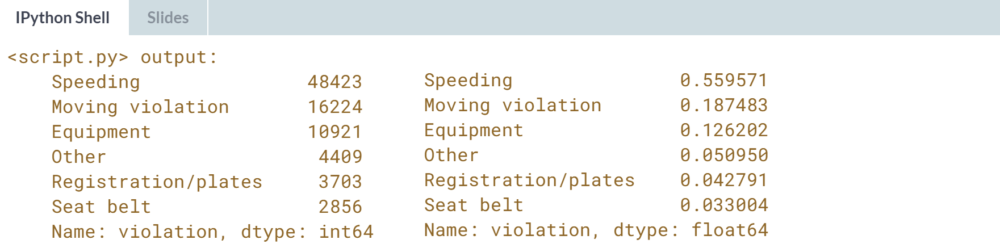 IPython Shell Slides
<script.py> output:
Speeding 48423
Moving violation 16224
Equipment 10921
Other 4409
Registration/plates 3703
Seat belt 2856
Name: violation, dtype: int64
Speeding 0.559571
Moving violation 0.187483
Equipment 0.126202
Other 0.050950
Registration/plates 0.042791
Seat belt 0.033004
Name: violation, dtype: float64